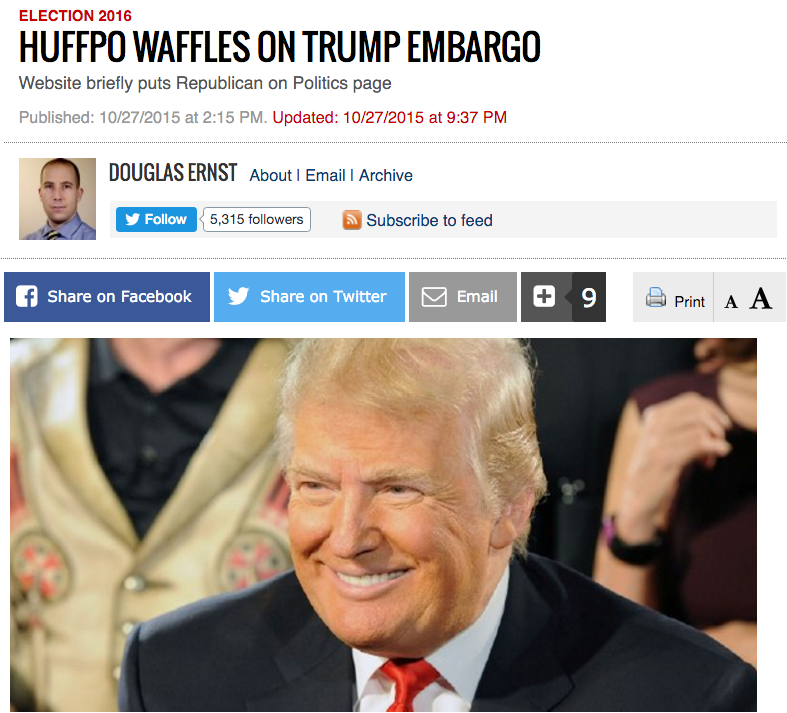 ELECTION 2016
HUFFPO WAFFLES ON TRUMP EMBARGO
Website briefly puts Republican on Politics page
Published: 10/27/2015 at 2:15 PM. Updated: 10/27/2015 at 9:37 PM
DOUGLAS ERNST About | Email | Archive
Follow 5,315 followers Subscribe to feed
Share on Facebook Share on Twitter Email 9 Print A A